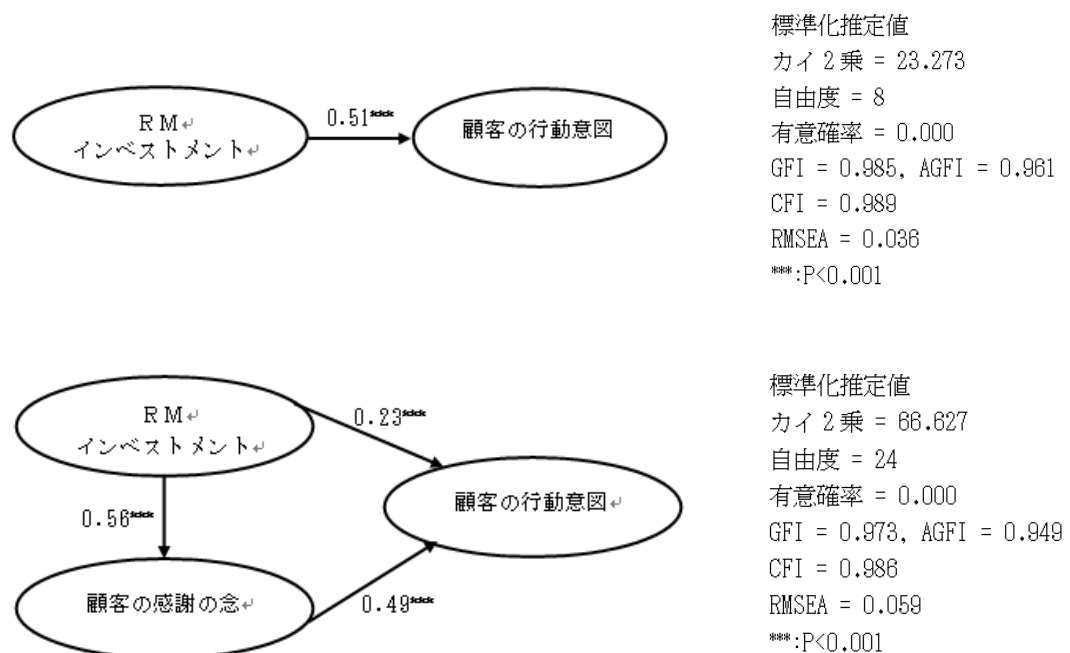 標準化推定値
カイ2乗 = 23.273
自由度 = 8
有意確率 = 0.000
GFI = 0.985, AGFI = 0.961
CFI = 0.989
RMSEA = 0.036
***:P<0.001
RM↵
インベストメント↵
0.51***
顧客の行動意図
標準化推定値
カイ2乗 = 66.627
自由度 = 24
有意確率 = 0.000
GFI = 0.973, AGFI = 0.949
CFI = 0.986
RMSEA = 0.059
***:P<0.001
RM↵
インベストメント↵
0.23***
顧客の行動意図↵
0.56***
顧客の感謝の念↵
0.49***